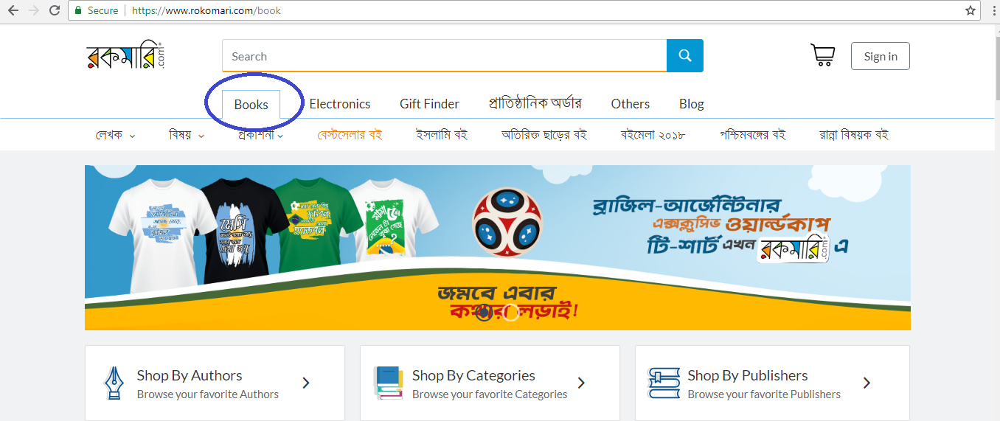 Secure https://www.rokomari.com/book
রকমারি.com
Search
Sign in
Books Electronics Gift Finder প্রাতিষ্ঠানিক অর্ডার Others Blog
লেখক বিষয় প্রকাশনী বেস্টসেলার বই ইসলামি বই অতিরিক্ত ছাড়ের বই বইমেলা ২০১৮ পশ্চিমবঙ্গের বই রান্না বিষয়ক বই
ব্রাজিল-আর্জেন্টিনার
এক্সক্লুসিভ ওয়ার্ল্ডকাপ
টি-শার্ট এখন রকমারি.com এ
জমবে এবার
কথার লড়াই!
Shop By Authors
Browse your favorite Authors
Shop By Categories
Browse your favorite Categories
Shop By Publishers
Browse your favorite Publishers